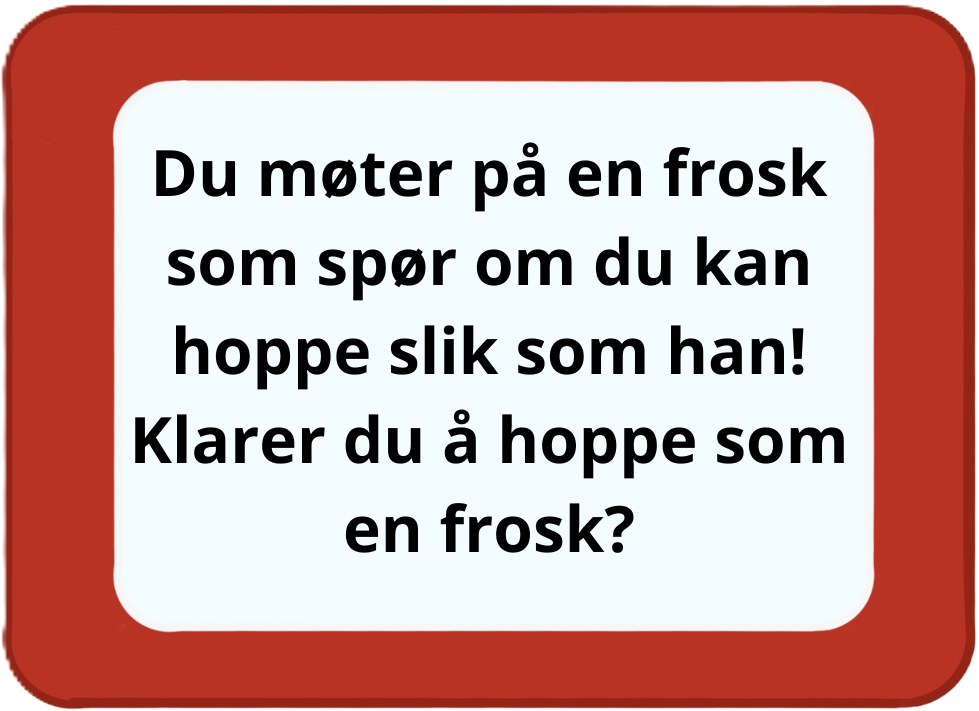 Du møter på en frosk
som spør om du kan
hoppe slik som han!
Klarer du å hoppe som
en frosk?